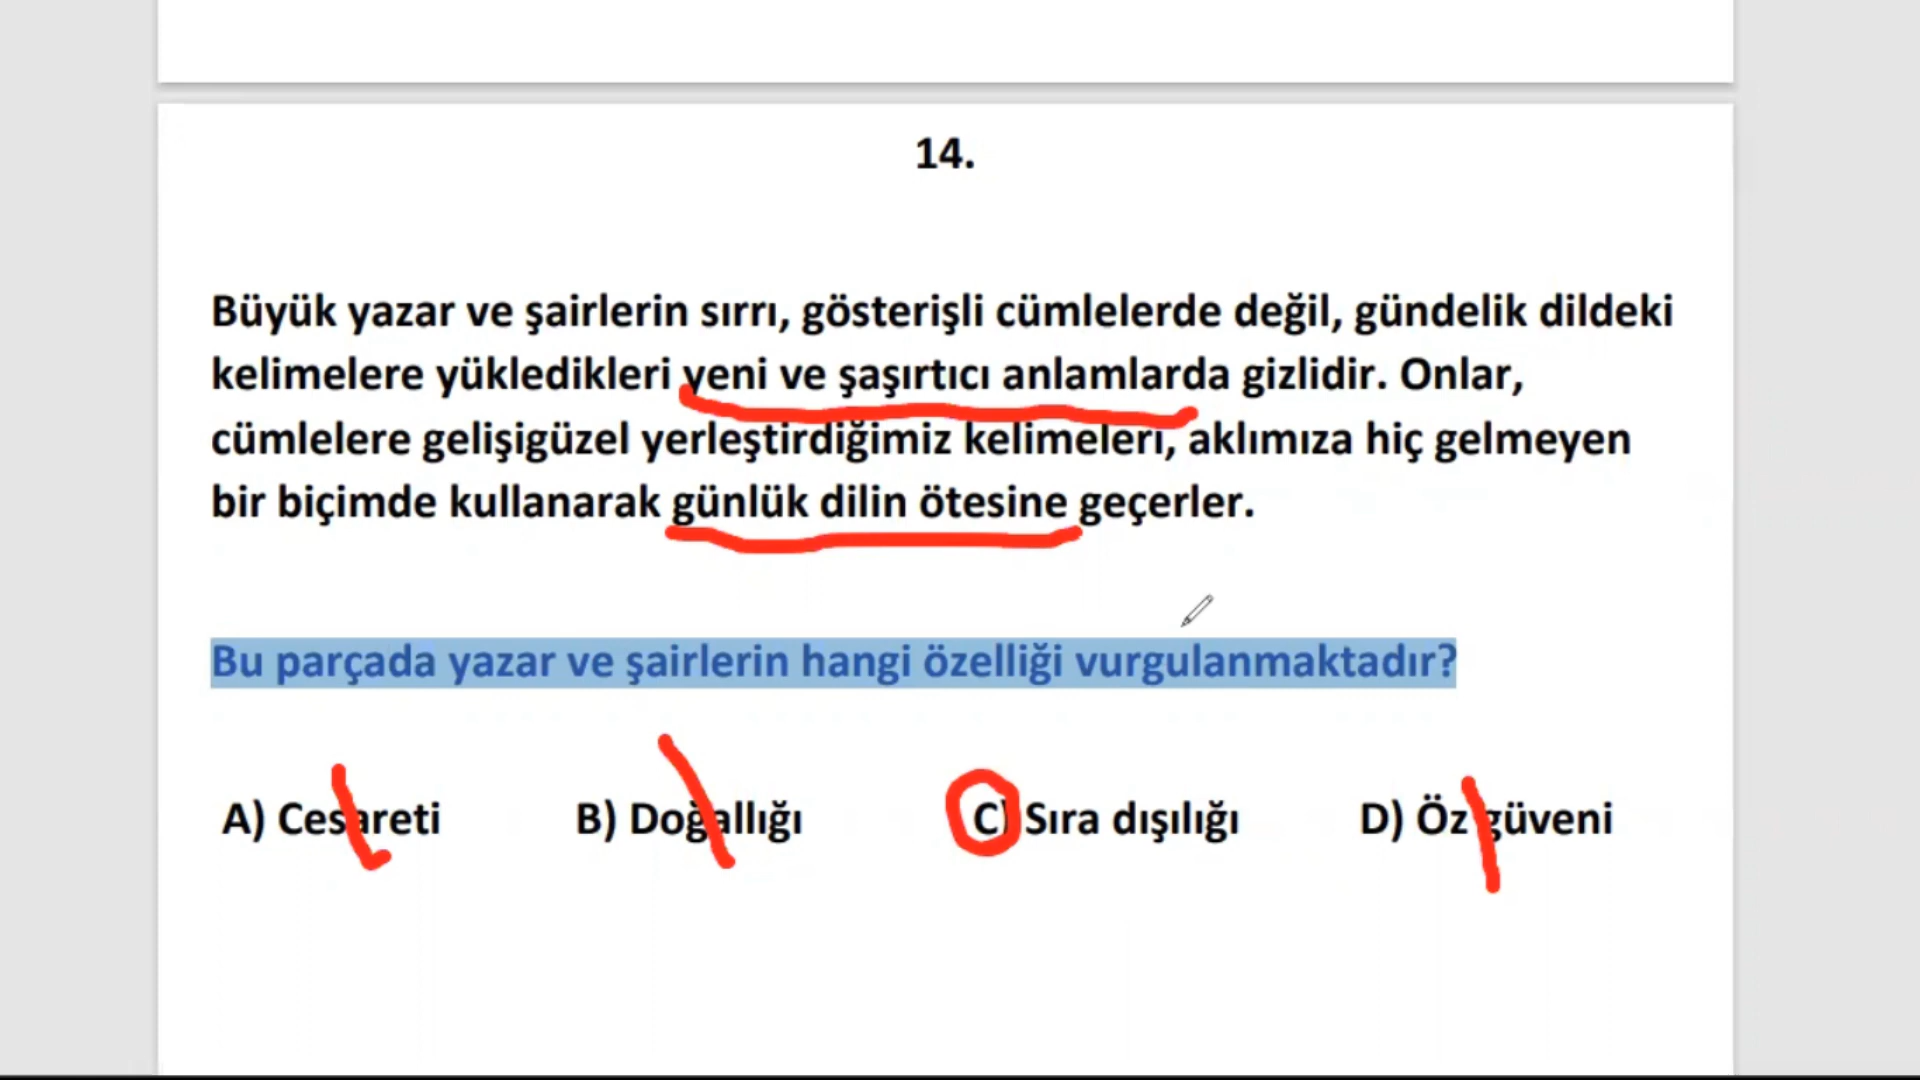 14.
Büyük yazar ve şairlerin sırrı, gösterişli cümlelerde değil, gündelik dildeki
kelimelere yükledikleri yeni ve şaşırtıcı anlamlarda gizlidir. Onlar,
cümlelere gelişigüzel yerleştirdiğimiz kelimeleri, aklımıza hiç gelmeyen
bir biçimde kullanarak günlük dilin ötesine geçerler.
Bu parçada yazar ve şairlerin hangi özelliği vurgulanmaktadır?
A) Cesareti B) Doğallığı C) Sıra dışılığı D) Öz güveni